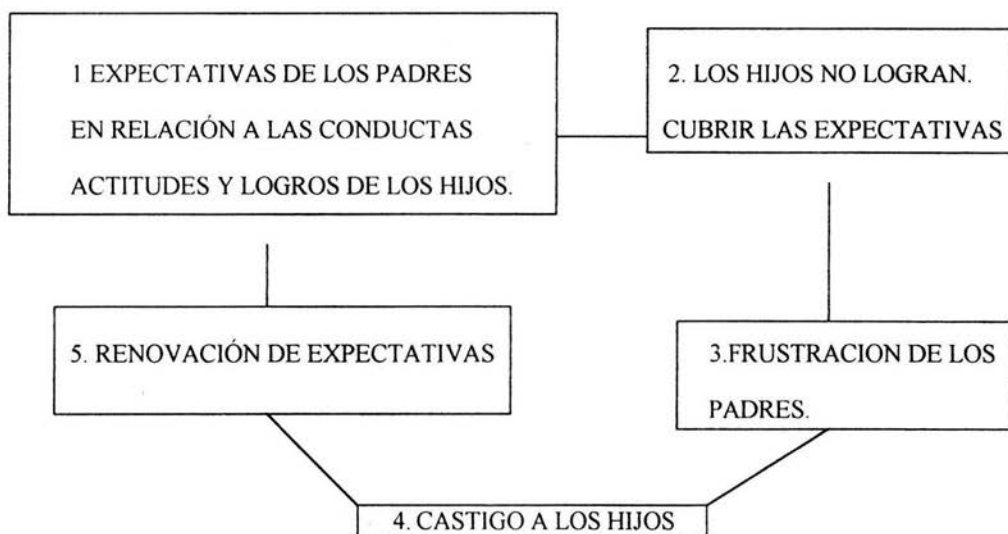 1 EXPECTATIVAS DE LOS PADRES
EN RELACIÓN A LAS CONDUCTAS
ACTITUDES Y LOGROS DE LOS HIJOS.
2. LOS HIJOS NO LOGRAN.
CUBRIR LAS EXPECTATIVAS
3.FRUSTRACION DE LOS
PADRES.
4. CASTIGO A LOS HIJOS
5. RENOVACIÓN DE EXPECTATIVAS